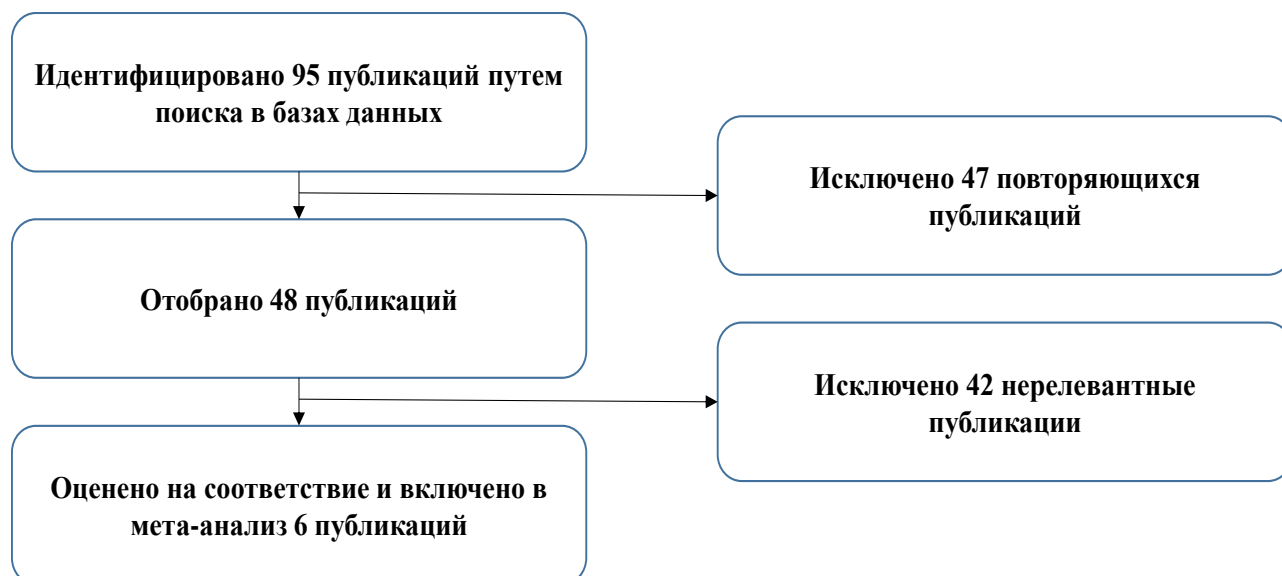 Идентифицировано 95 публикаций путем
поиска в базах данных
Исключено 47 повторяющихся
публикаций
Отобрано 48 публикаций
Исключено 42 нерелевантные
публикации
Оценено на соответствие и включено в
мета-анализ 6 публикаций